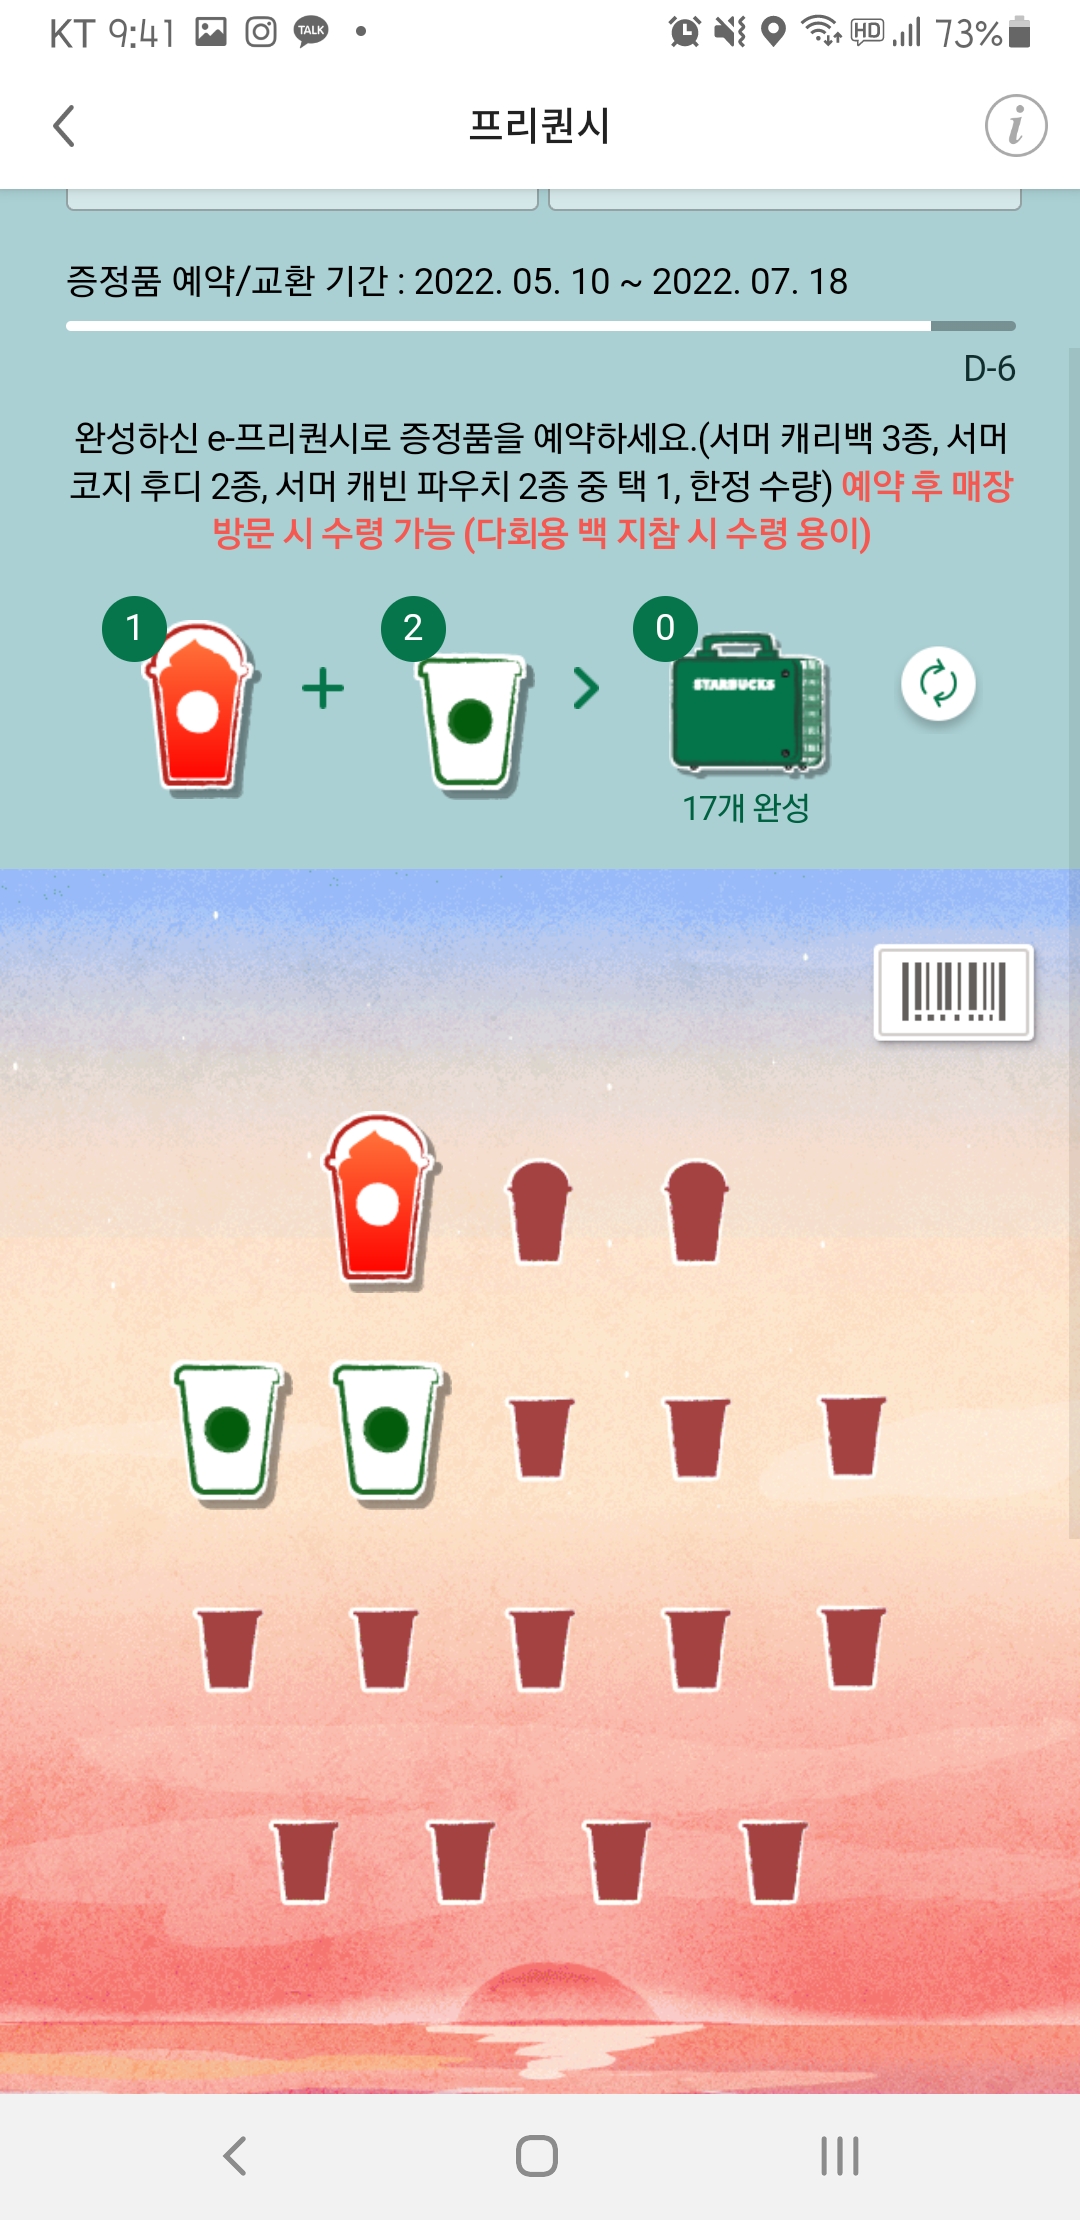 KT 9:41 TALK HD 73%
프리퀀시
i
증정품 예약/교환 기간 : 2022. 05. 10 ~ 2022. 07. 18
D-6
완성하신 e-프리퀀시로 증정품을 예약하세요.(서머 캐리백 3종, 서머
코지 후디 2종, 서머 캐빈 파우치 2종 중 택 1, 한정 수량) 예약 후 매장
방문 시 수령 가능 (다회용 백 지참 시 수령 용이)
1 + 2 > 0
STARBUCKS
17개 완성